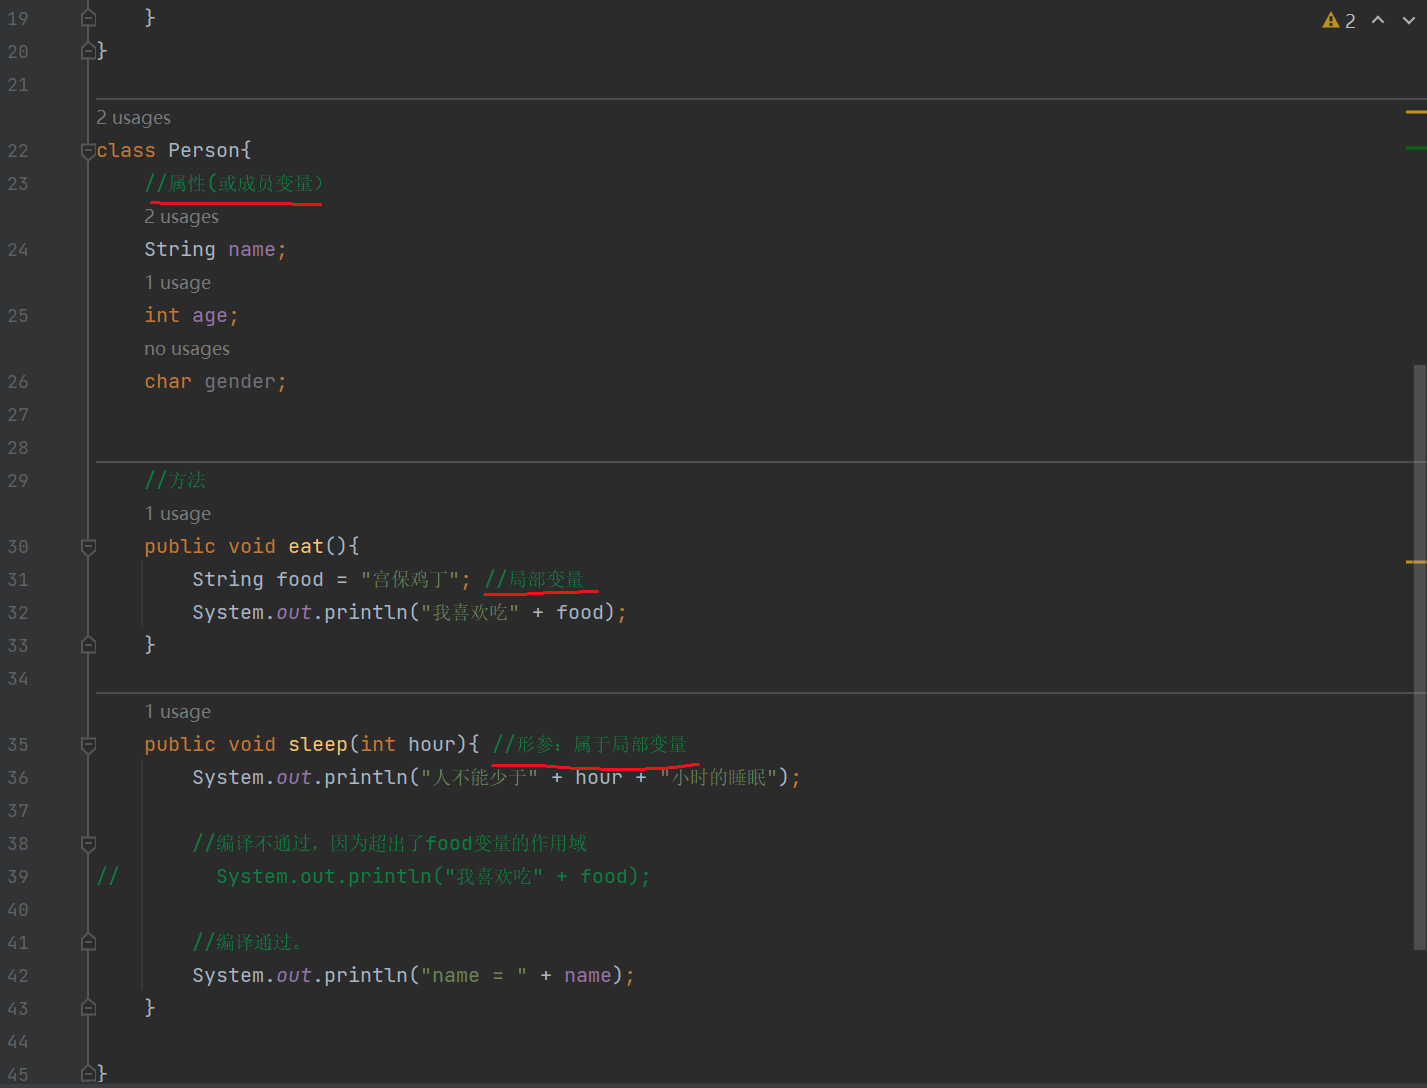 19 }
2
20 }
21
2 usages
22 class Person{
23 //属性(或成员变量）
2 usages
24 String name;
1 usage
25 int age;
no usages
26 char gender;
27
28
29 //方法
1 usage
30 public void eat(){
31 String food = "宫保鸡丁"; //局部变量
32 System.out.println("我喜欢吃" + food);
33 }
34
1 usage
35 public void sleep(int hour){ //形参：属于局部变量
36 System.out.println("人不能少于" + hour + "小时的睡眠");
37
38 //编译不通过，因为超出了food变量的作用域
39 // System.out.println("我喜欢吃" + food);
40
41 //编译通过。
42 System.out.println("name = " + name);
43 }
44
45 }